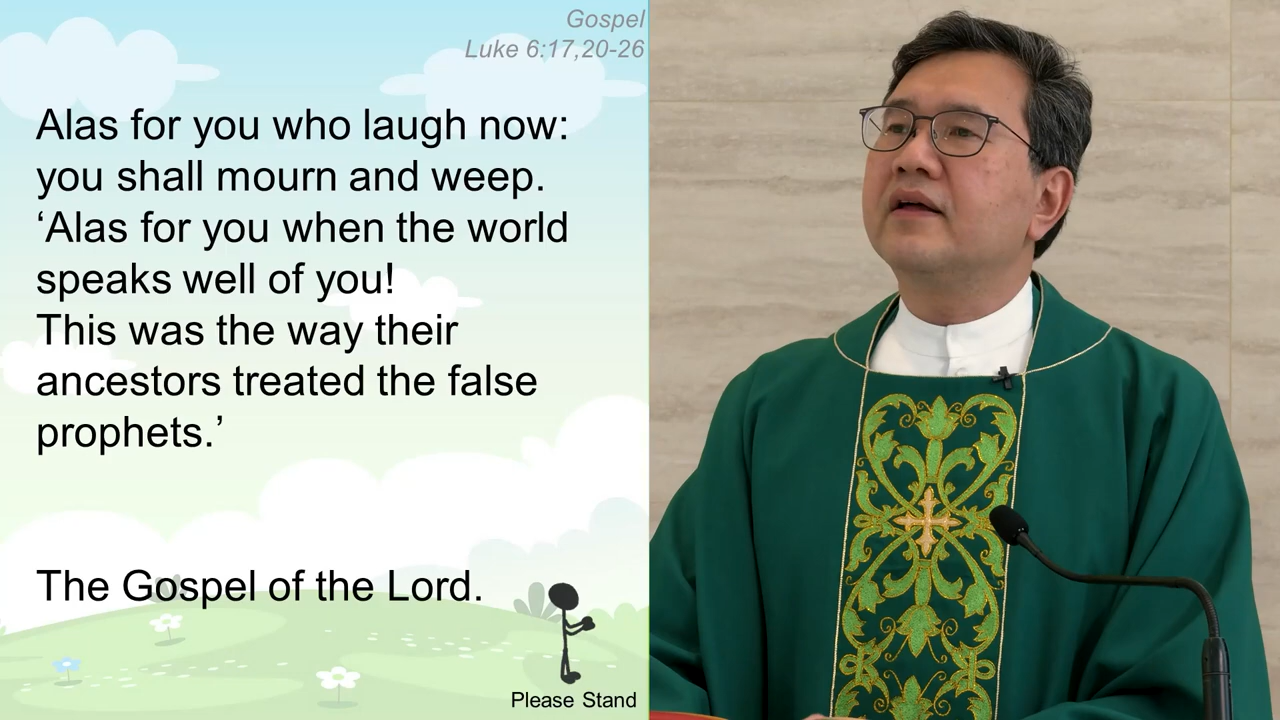 Gospel
Luke 6:17,20-26
Alas for you who laugh now:
you shall mourn and weep.
‘Alas for you when the world
speaks well of you!
This was the way their
ancestors treated the false
prophets.’
The Gospel of the Lord.
Please Stand